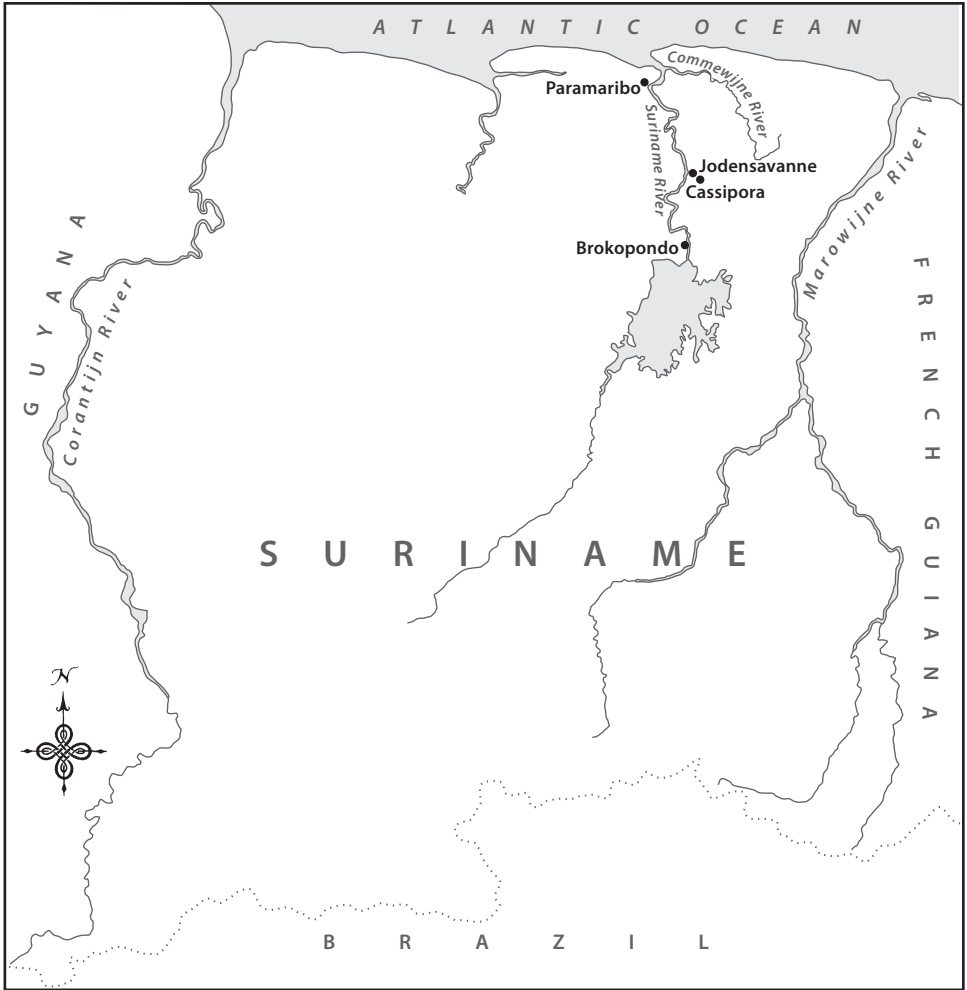 ATLANTIC OCEAN
Commewijne River
Paramaribo
Suriname River
Jodensavanne
Cassipora
Marowijne River
Brokopondo
GUYANA
Corantijn River
FRENCH GUIANA
SURINAME
N
BRAZIL